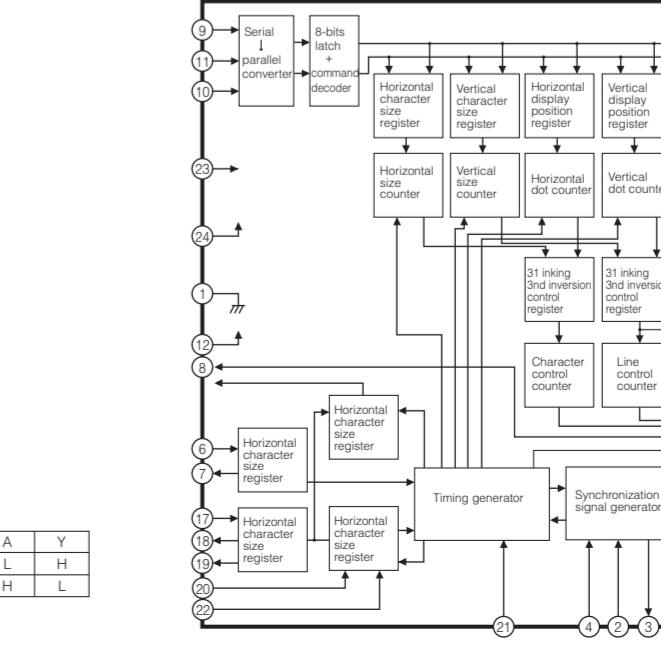 9
11
10
Serial
parallel
converter
8-bits
latch
+
command
decoder
Horizontal
character
size
register
Vertical
character
size
register
Horizontal
display
position
register
Vertical
display
position
register
23
Horizontal
size
counter
Vertical
size
counter
Horizontal
dot counter
Vertical
dot counte
24
1
12
8
31 inking
3nd inversion
control
register
31 inking
3nd inversio
control
register
Character
control
counter
Line
control
counter
Horizontal
character
size
register
6
7
Horizontal
character
size
register
Timing generator
Synchronization
signal generator
17
18
19
20
22
Horizontal
character
size
register
Horizontal
character
size
register
A Y
L H
H L
21
4
2
3